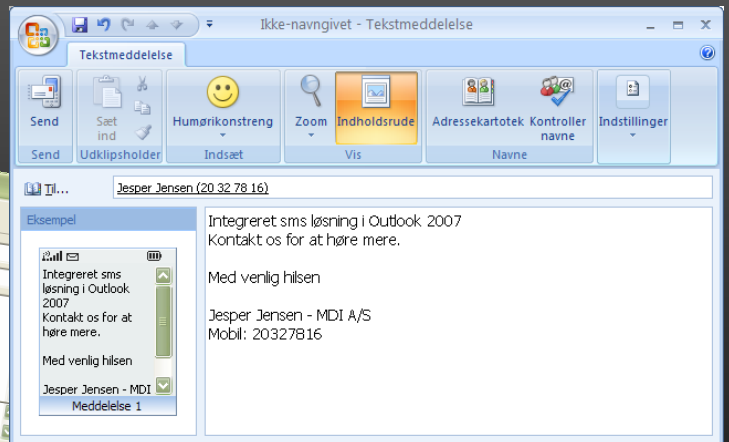 Ikke-navngivet - Tekstmeddelelse
Tekstmeddelelse
Send
Sæt ind
Humørikonstreng
Zoom
Indholdsrude
Adressekartotek
Kontroller navne
Indstillinger
Send
Udklipsholder
Indsæt
Vis
Navne
Til...
Jesper Jensen (20 32 78 16)
Eksempel
Integreret sms
løsning i Outlook
2007
Kontakt os for at
høre mere.
Med venlig hilsen
Jesper Jensen - MDI
Meddelelse 1
Integreret sms løsning i Outlook 2007
Kontakt os for at høre mere.
Med venlig hilsen
Jesper Jensen - MDI A/S
Mobil: 20327816